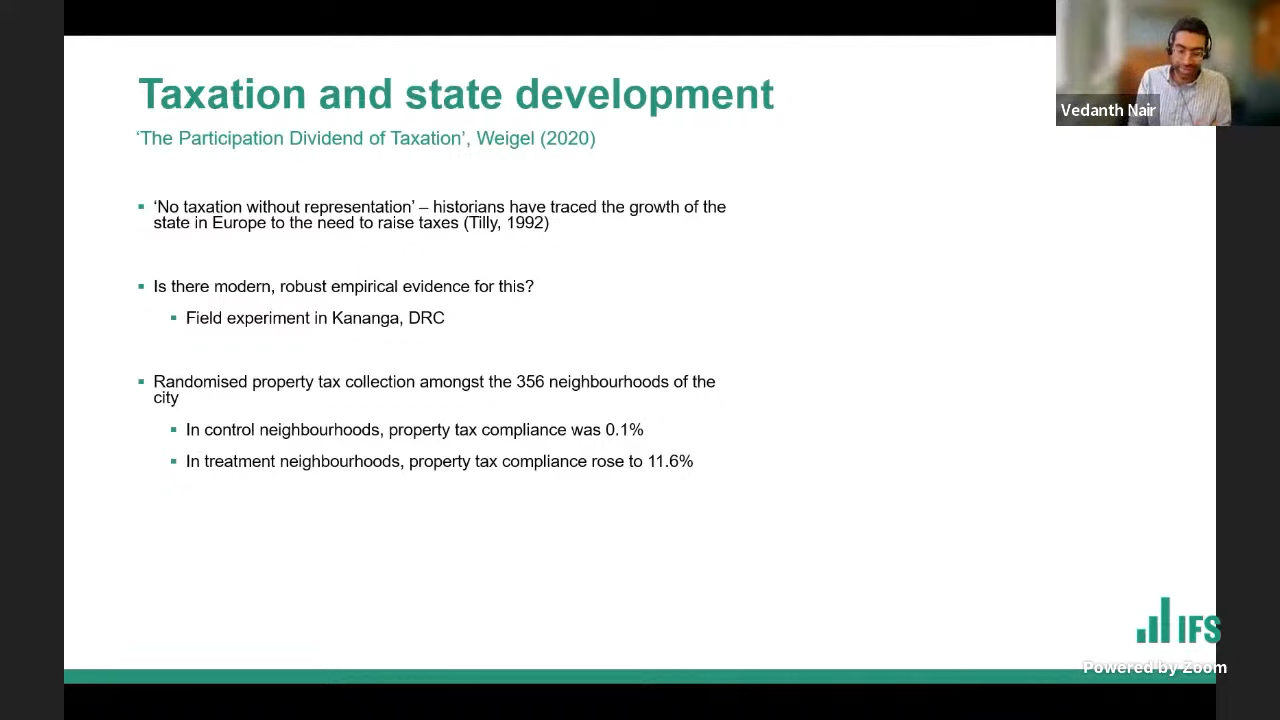 Taxation and state development
‘The Participation Dividend of Taxation’, Weigel (2020)
Vedanth Nair
▪ ‘No taxation without representation’ – historians have traced the growth of the
state in Europe to the need to raise taxes (Tilly, 1992)
▪ Is there modern, robust empirical evidence for this?
▪ Field experiment in Kananga, DRC
▪ Randomised property tax collection amongst the 356 neighbourhoods of the
city
▪ In control neighbourhoods, property tax compliance was 0.1%
▪ In treatment neighbourhoods, property tax compliance rose to 11.6%
IFS
Powered by Zoom